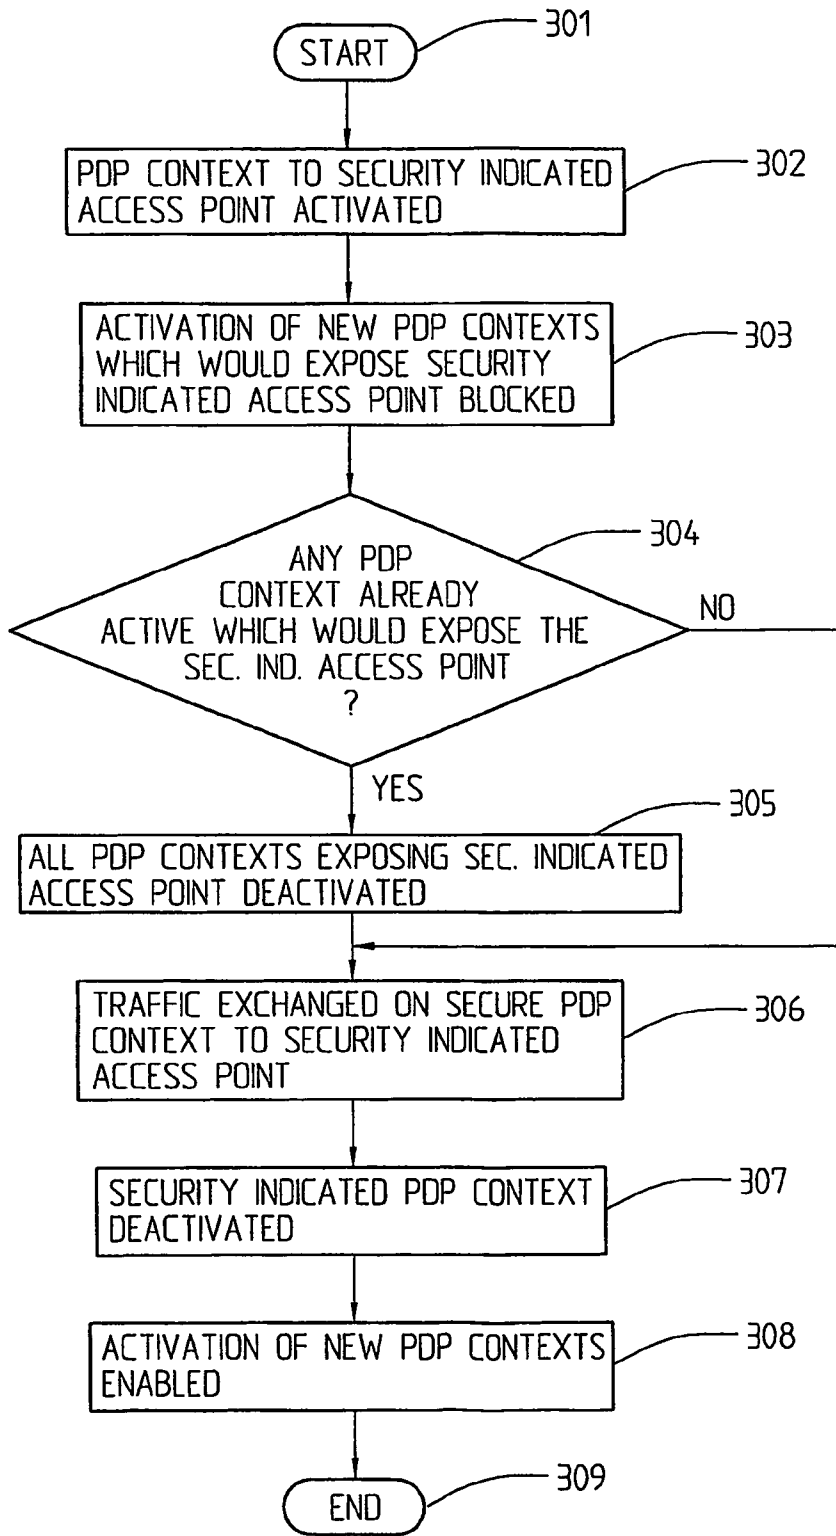 301
START
302
PDP CONTEXT TO SECURITY INDICATED
ACCESS POINT ACTIVATED
303
ACTIVATION OF NEW PDP CONTEXTS
WHICH WOULD EXPOSE SECURITY
INDICATED ACCESS POINT BLOCKED
304
ANY PDP
CONTEXT ALREADY
ACTIVE WHICH WOULD EXPOSE THE
SEC. IND. ACCESS POINT
?
NO
YES
305
ALL PDP CONTEXTS EXPOSING SEC. INDICATED
ACCESS POINT DEACTIVATED
306
TRAFFIC EXCHANGED ON SECURE PDP
CONTEXT TO SECURITY INDICATED
ACCESS POINT
307
SECURITY INDICATED PDP CONTEXT
DEACTIVATED
308
ACTIVATION OF NEW PDP CONTEXTS
ENABLED
309
END